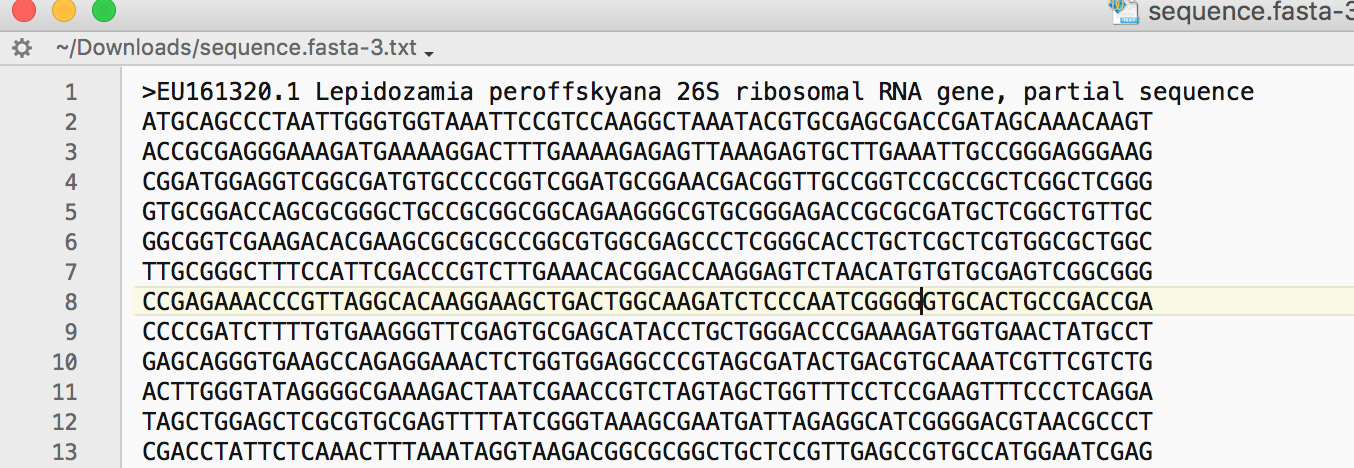 sequence.fasta-3
~/Downloads/sequence.fasta-3.txt
1 >EU161320.1 Lepidozamia peroffskyana 26S ribosomal RNA gene, partial sequence
2 ATGCAGCCCTAATTGGGTGGTAAATTCCGTCCAAGGCTAAATACGTGCGAGCGACCGATAGCAAACAAGT
3 ACCGCGAGGGAAAGATGAAAAGGACTTTGAAAAGAGAGTTAAAGAGTGCTTGAAATTGCCGGGAGGGAAG
4 CGGATGGAGGTCGGCGATGTGCCCCGGTCGGATGCGGAACGACGGTTGCCGGTCCGCCGCTCGGCTCGGG
5 GTGCGGACCAGCGCGGGCTGCCGCGGCGGCAGAAGGGCGTGCGGGAGACCGCGCGATGCTCGGCTGTTGC
6 GGCGGTCGAAGACACGAAGCGCGCGCCGGCGTGGCGAGCCCTCGGGCACCTGCTCGCTCGTGGCGCTGGC
7 TTGCGGGCTTTCCATTCGACCCGTCTTGAAACACGGACCAAGGAGTCTAACATGTGTGCGAGTCGGCGGG
8 CCGAGAAACCCGTTAGGCACAAGGAAGCTGACTGGCAAGATCTCCCAATCGGGGGTGCACTGCCGACCGA
9 CCCCGATCTTTTGTGAAGGGTTCGAGTGCGAGCATACCTGCTGGGACCCGAAAGATGGTGAACTATGCCT
10 GAGCAGGGTGAAGCCAGAGGAAACTCTGGTGGAGGCCCGTAGCGATACTGACGTGCAAATCGTTCGTCTG
11 ACTTGGGTATAGGGGCGAAAGACTAATCGAACCGTCTAGTAGCTGGTTTCCTCCGAAGTTTCCCTCAGGA
12 TAGCTGGAGCTCGCGTGCGAGTTTTATCGGGTAAAGCGAATGATTAGAGGCATCGGGGACGTAACGCCCT
13 CGACCTATTCTCAAACTTTAAATAGGTAAGACGGCGCGGCTGCTCCGTTGAGCCGTGCCATGGAATCGAG